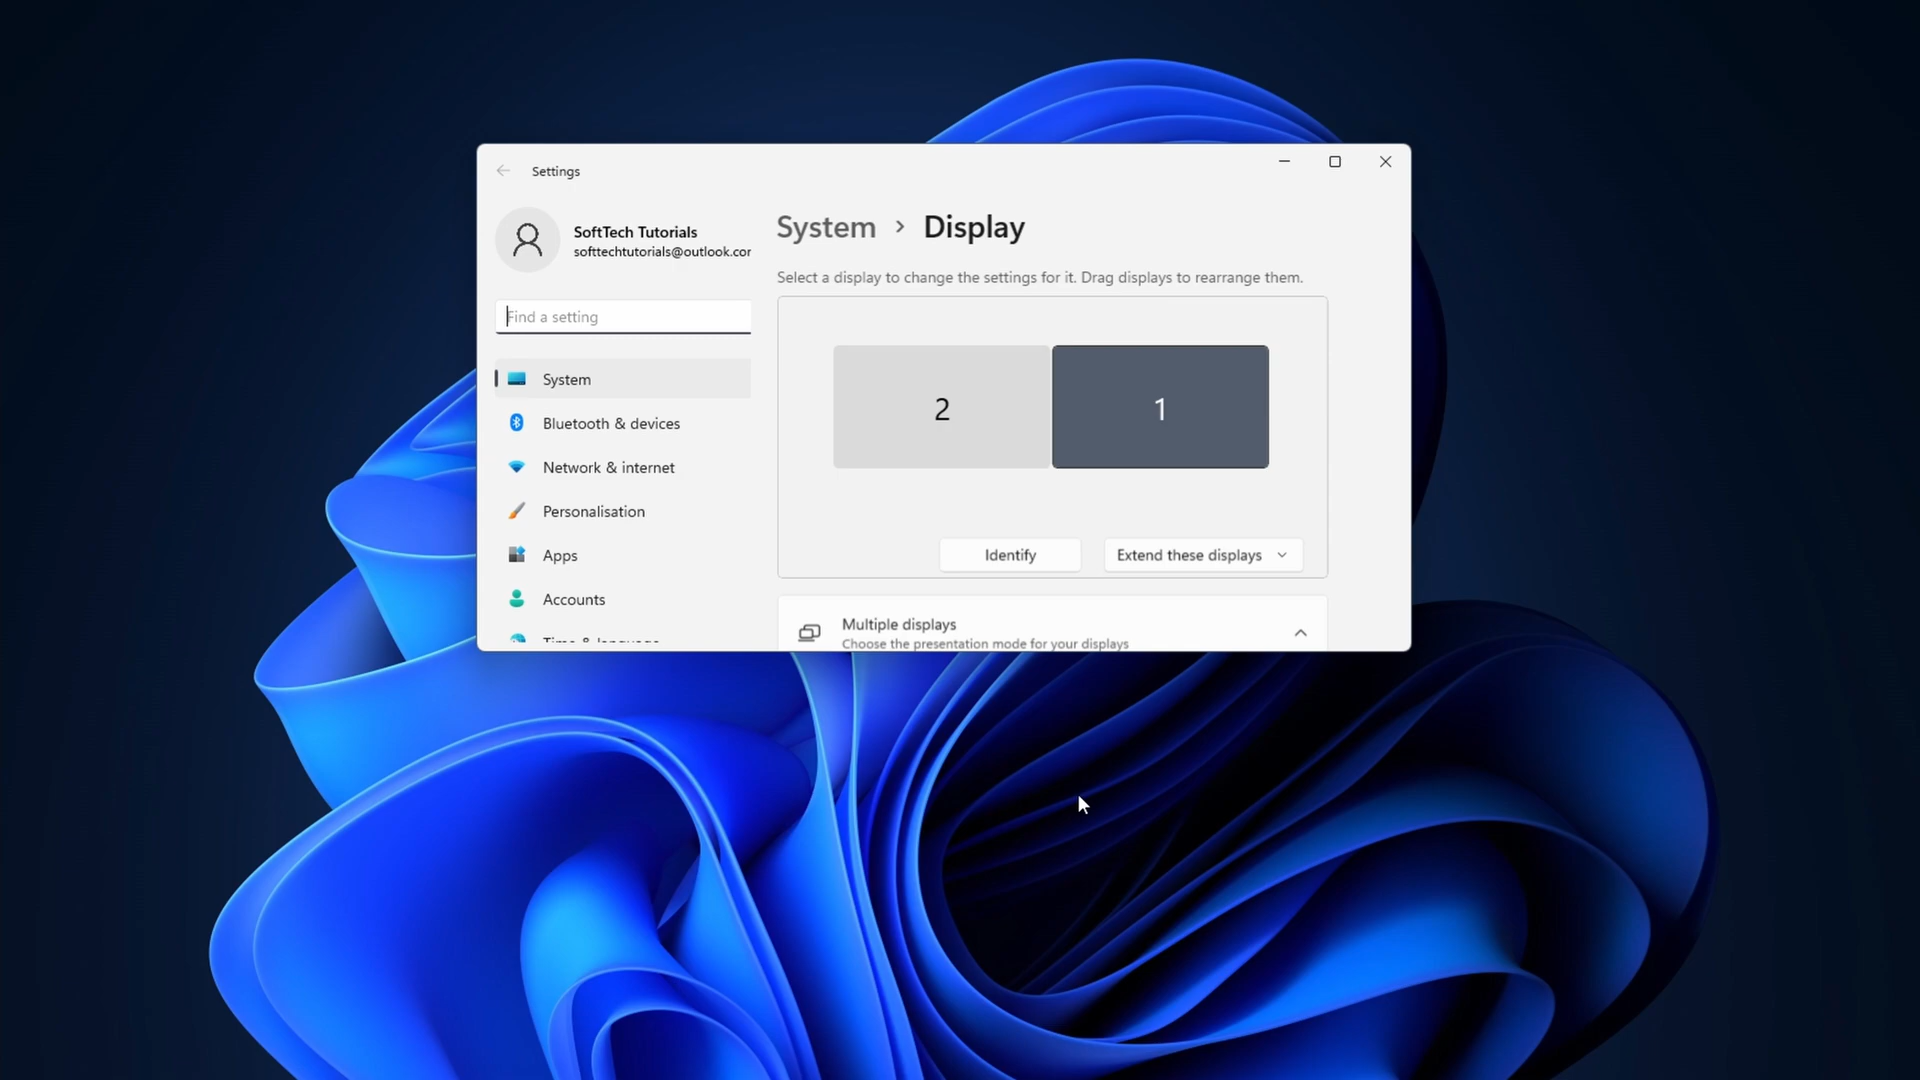 Settings
SoftTech Tutorials
softtechtutorials@outlook.cor
Find a setting
System
Bluetooth & devices
Network & internet
Personalisation
Apps
Accounts
Time & language
System > Display
Select a display to change the settings for it. Drag displays to rearrange them.
2
1
Identify
Extend these displays
Multiple displays
Choose the presentation mode for your displays